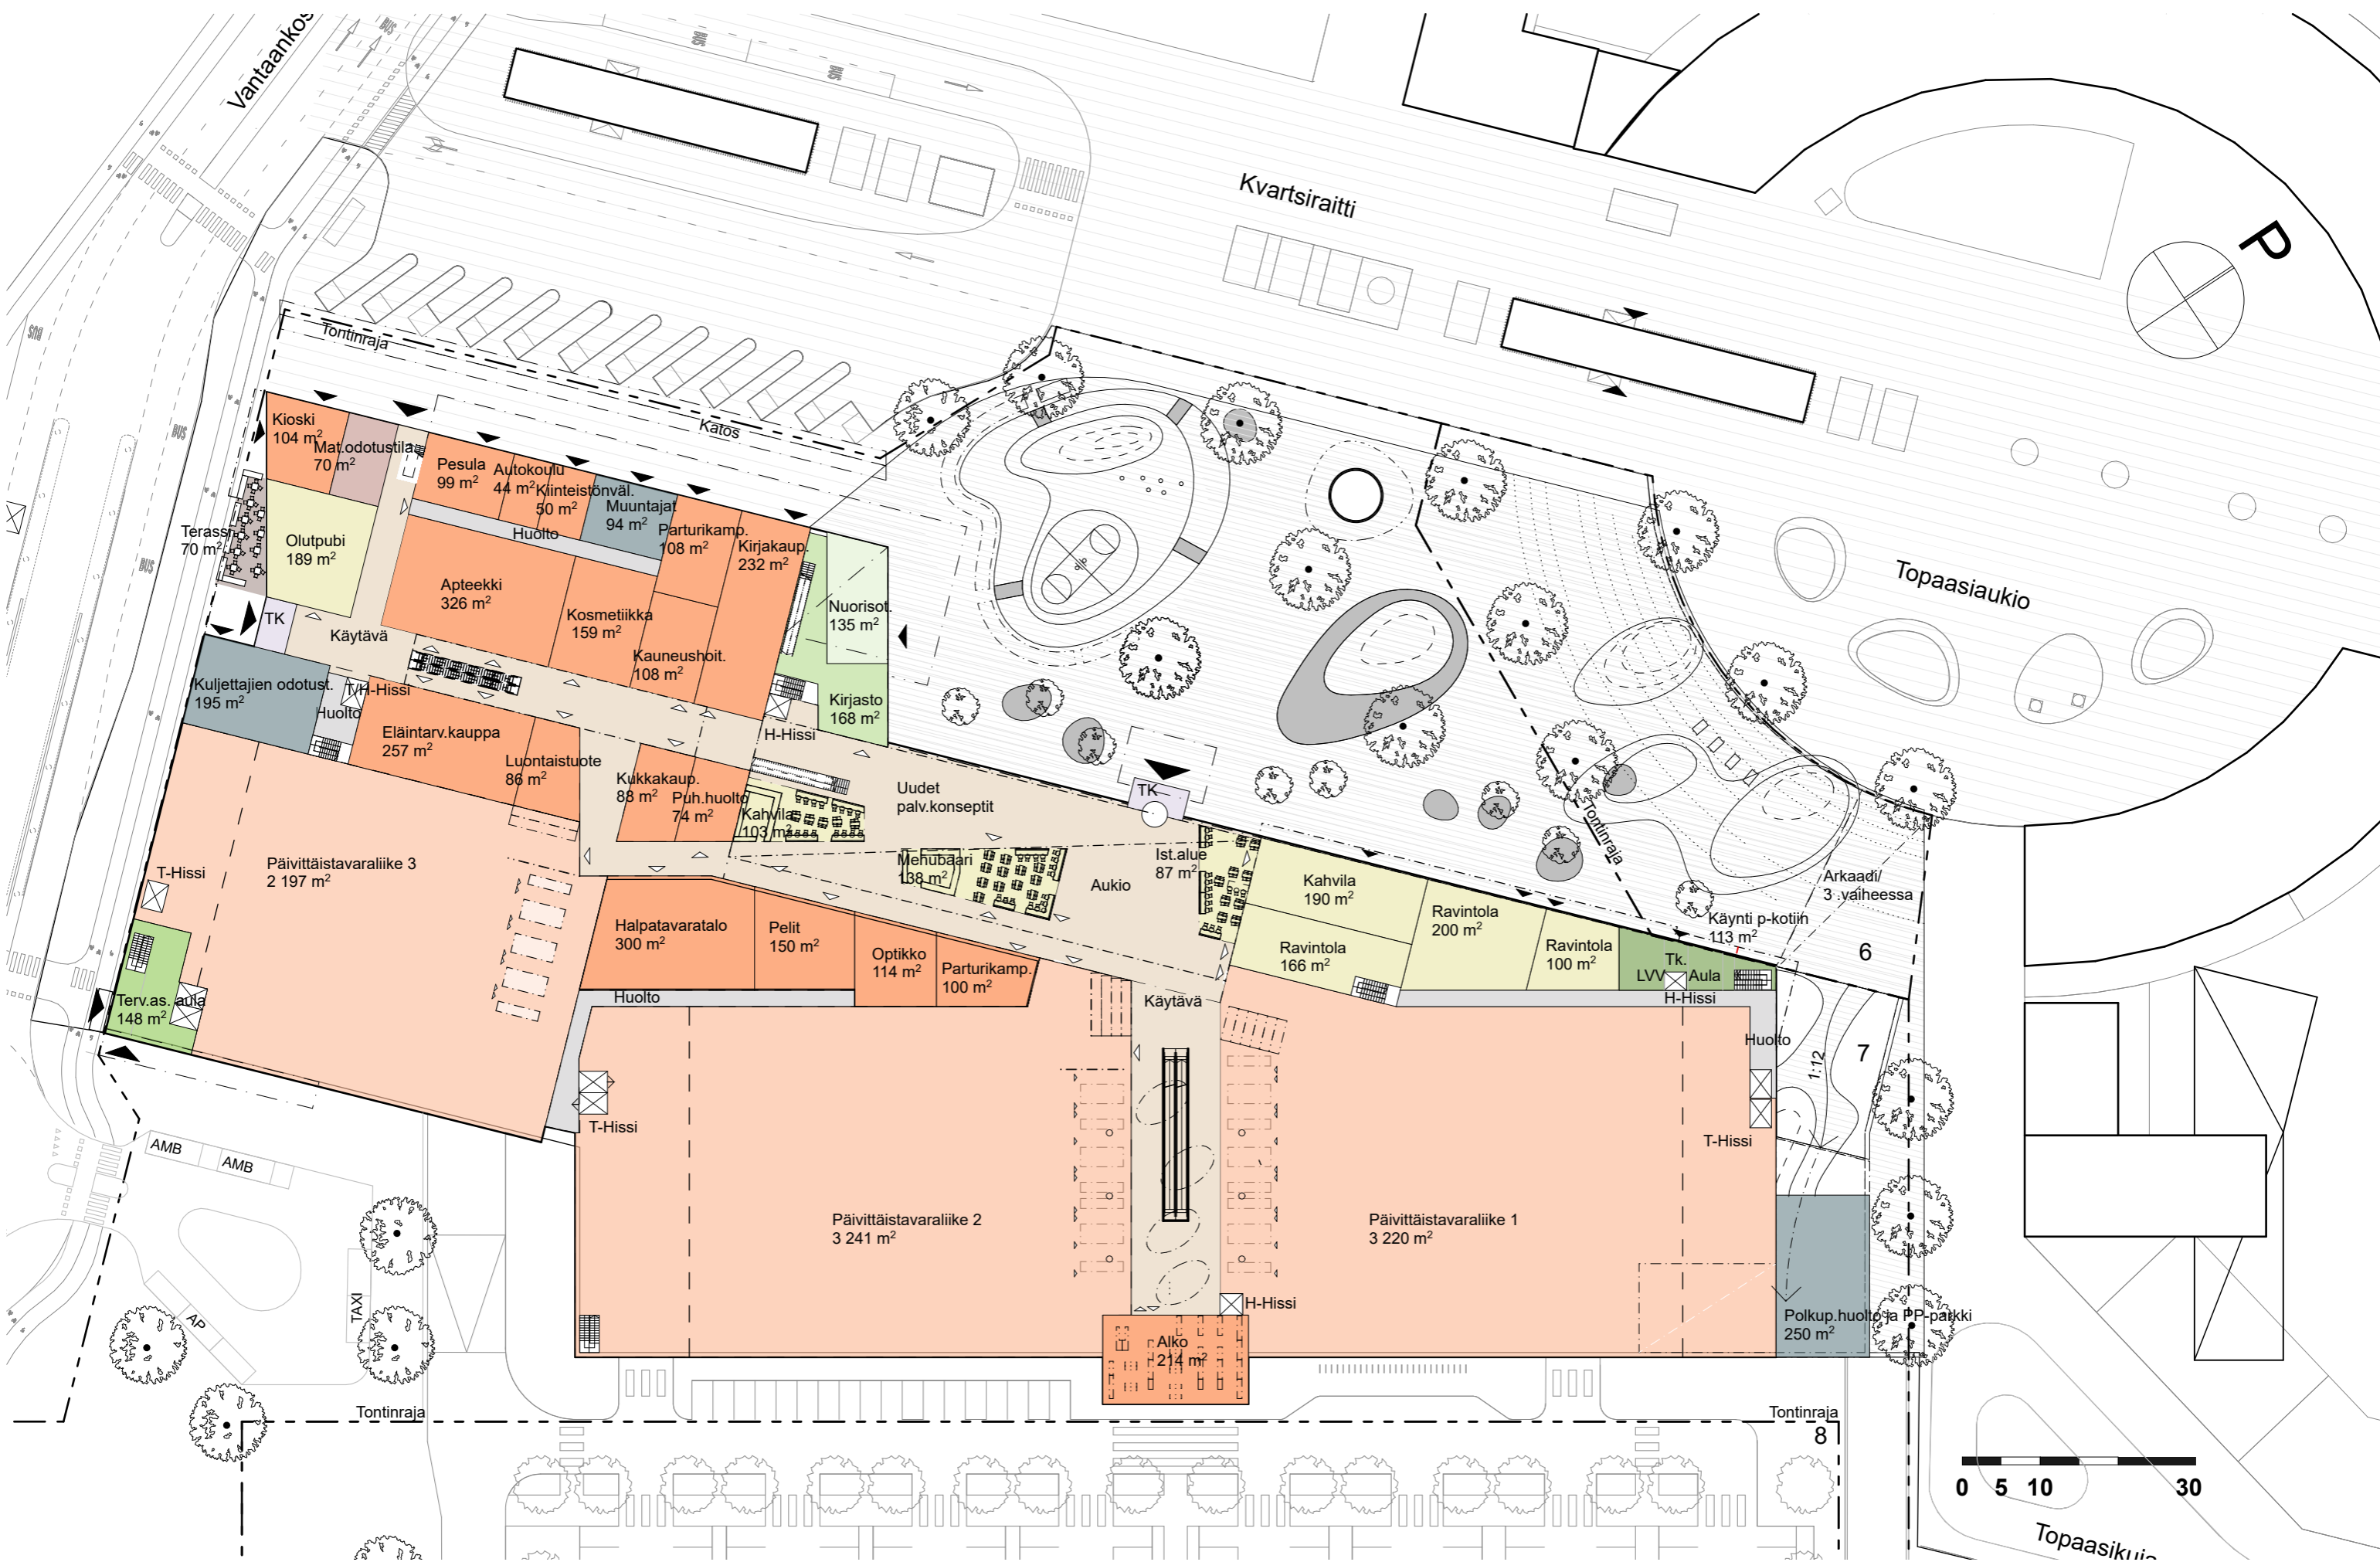 Vantaankos
BUS
BUS
BUS
BUS
BUS
BUS
BUS
Kvartsiraitti
P
Topaasiaukio
Tontinraja
Katos
Kioski
104 m²
Mat.odotustila
70 m²
Pesula
99 m²
Autokoulu
44 m²
Kiinteistönväl.
50 m²
Muuntajat
94 m²
Parturikamp.
108 m²
Kirjakaup.
232 m²
Huolto
Terassi
70 m²
Olutpubi
189 m²
Apteekki
326 m²
Kosmetiikka
159 m²
Kauneushoit.
108 m²
Nuorisot.
135 m²
Kirjasto
168 m²
TK
Käytävä
Kuljettajien odotust.
195 m²
T/H-Hissi
Huolto
Eläintarv.kauppa
257 m²
Luontaistuote
86 m²
H-Hissi
Kukkakaup.
88 m²
Puh.huolto
74 m²
Kahvila
103 m²
Uudet
palv.konseptit
TK
Tontinraja
Mehubaari
138 m²
Aukio
Ist.alue
87 m²
Kahvila
190 m²
Ravintola
166 m²
Ravintola
200 m²
Ravintola
100 m²
Arkaadi/
3 .vaiheessa
Käynti p-kotiin
113 m²
6
Tk.
LVV
Aula
H-Hissi
Päivittäistavaraliike 3
2 197 m²
T-Hissi
Terv.as. aula
148 m²
Halpatavaratalo
300 m²
Pelit
150 m²
Optikko
114 m²
Parturikamp.
100 m²
Huolto
Käytävä
Huolto
1:12
7
T-Hissi
T-Hissi
Päivittäistavaraliike 2
3 241 m²
Päivittäistavaraliike 1
3 220 m²
H-Hissi
Alko
214 m²
Polkup.huolto ja PP-parkki
250 m²
AMB
AMB
AP
TAXI
Tontinraja
Tontinraja
8
0 5 10 30
Topaasikuja